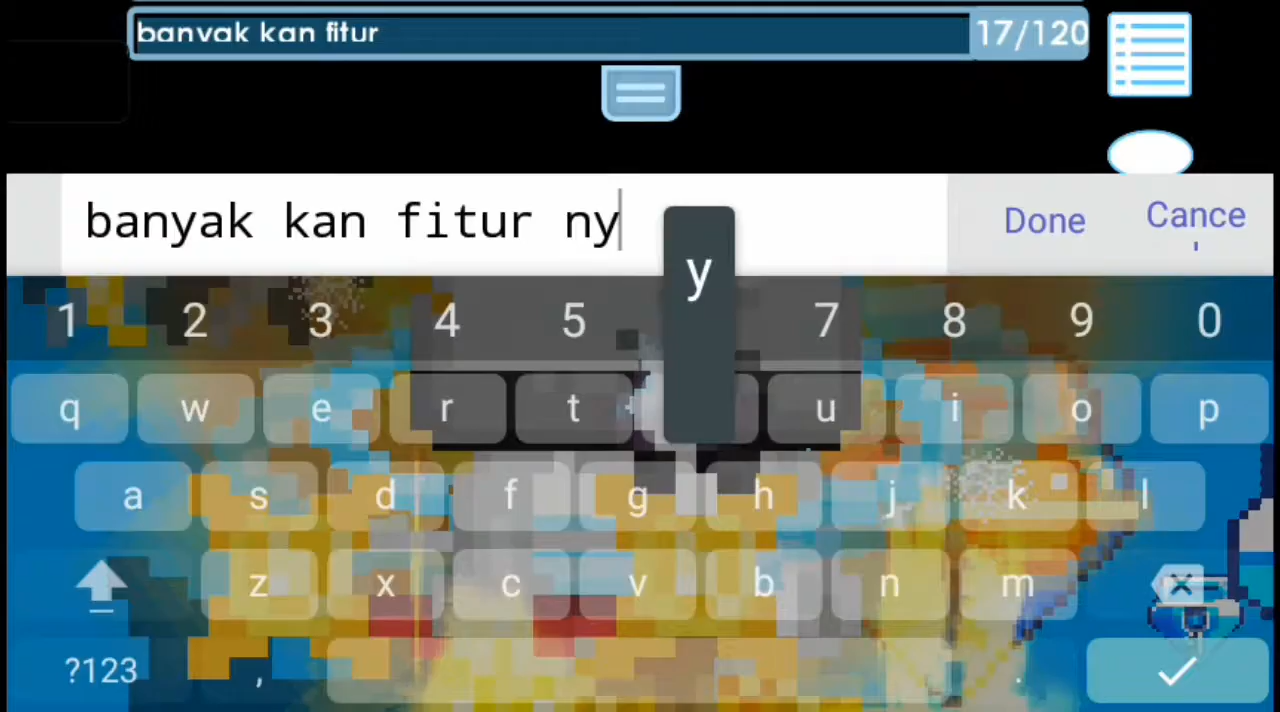 banyak kan fitur
17/120
banyak kan fitur ny
Done
Cancel
y
1 2 3 4 5 7 8 9 0
q w e r t u i o p
a s d f g h j k l
z x c v b n m
?123 , .